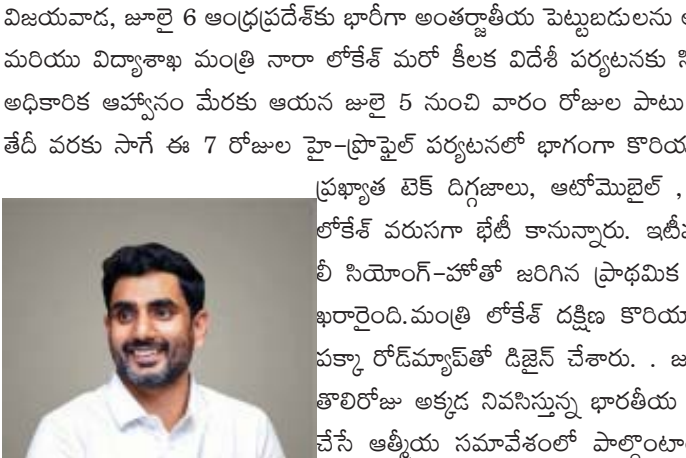 విజయవాడ, జూలై 6 ఆంధ్రప్రదేశ్‌కు భారీగా అంతర్జాతీయ పెట్టుబడులను
మరియు విద్యాశాఖ మంత్రి నారా లోకేశ్ మరో కీలక విదేశీ పర్యటనకు
అధికారిక ఆహ్వానం మేరకు ఆయన జులై 5 నుంచి వారం రోజుల పాటు
తేదీ వరకు సాగే ఈ 7 రోజుల హై-ప్రొఫైల్ పర్యటనలో భాగంగా
ప్రఖ్యాత టెక్ దిగ్గజాలు, ఆటోమొబైల్ ,
లోకేశ్ వరుసగా భేటీ కానున్నారు.
లీ సియోంగ్-హోతో జరిగిన ప్రాథమిక
ఖరారైంది.మంత్రి లోకేశ్ దక్షిణ
పక్కా రోడ్‌మ్యాప్‌తో డిజైన్ చేశారు. .
తొలిరోజు అక్కడ నివసిస్తున్న భారతీయ
చేసే ఆత్మీయ సమావేశంలో